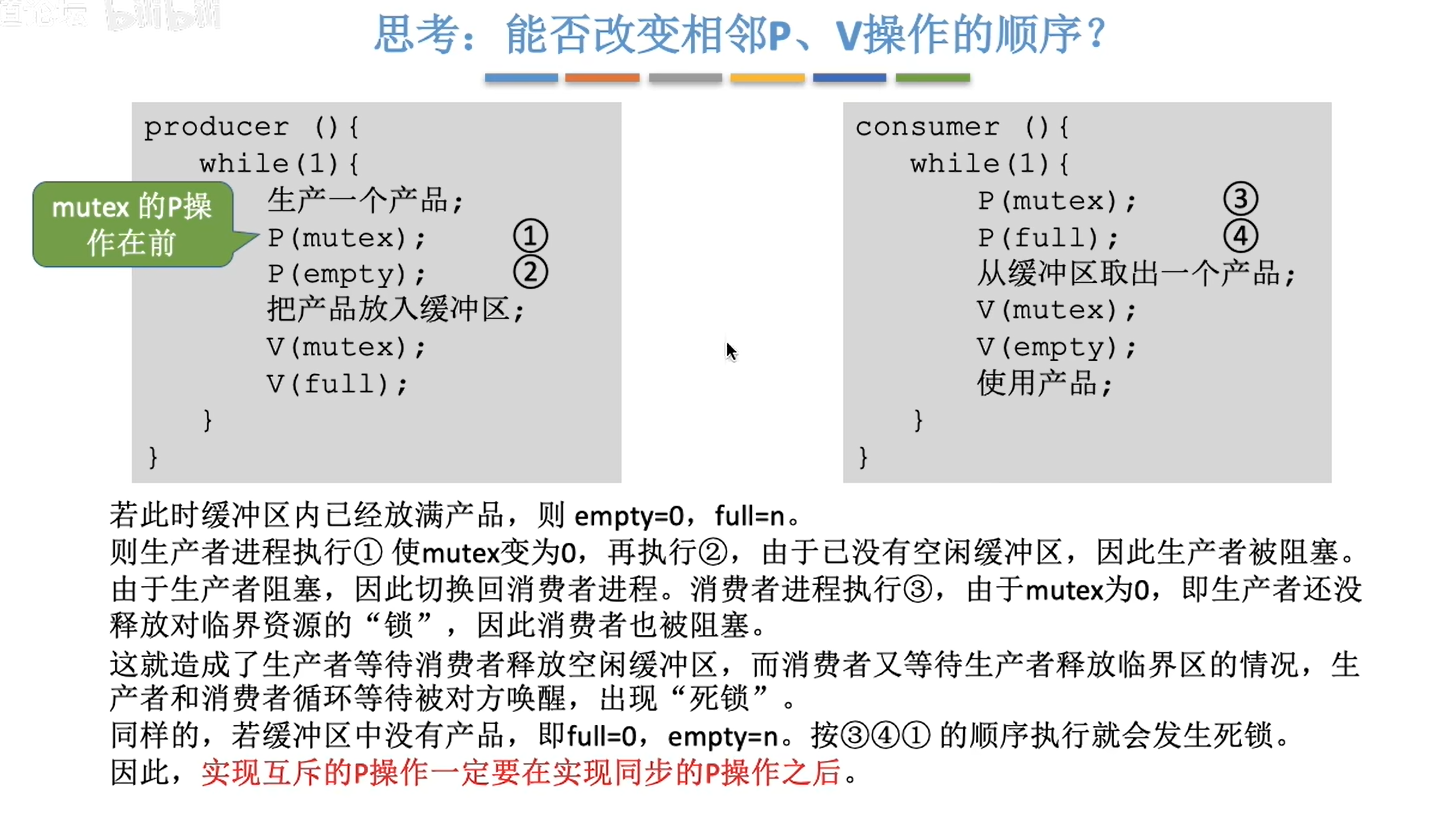 思考：能否改变相邻P、V操作的顺序？
producer (){
while(1){
生产一个产品;
P(mutex); ①
P(empty); ②
把产品放入缓冲区;
V(mutex);
V(full);
}
}
mutex 的P操
作在前
consumer (){
while(1){
P(mutex); ③
P(full); ④
从缓冲区取出一个产品;
V(mutex);
V(empty);
使用产品;
}
}
若此时缓冲区内已经放满产品，则 empty=0，full=n。
则生产者进程执行① 使mutex变为0，再执行②，由于已没有空闲缓冲区，因此生产者被阻塞。
由于生产者阻塞，因此切换回消费者进程。消费者进程执行③，由于mutex为0，即生产者还没
释放对临界资源的“锁”，因此消费者也被阻塞。
这就造成了生产者等待消费者释放空闲缓冲区，而消费者又等待生产者释放临界区的情况，生
产者和消费者循环等待被对方唤醒，出现“死锁”。
同样的，若缓冲区中没有产品，即full=0，empty=n。按③④① 的顺序执行就会发生死锁。
因此，实现互斥的P操作一定要在实现同步的P操作之后。